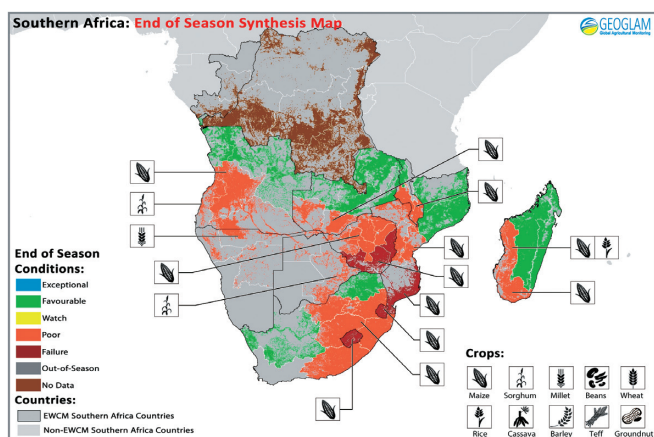 Southern Africa: End of Season Synthesis Map
GEOGLAM
Global Agricultural Monitoring
End of Season
Conditions:
Exceptional
Favourable
Watch
Poor
Failure
Out-of-Season
No Data
Countries:
EWCM Southern Africa Countries
Non-EWCM Southern Africa Countries
Crops:
Maize
Sorghum
Millet
Beans
Wheat
Rice
Cassava
Barley
Teff
Groundnut